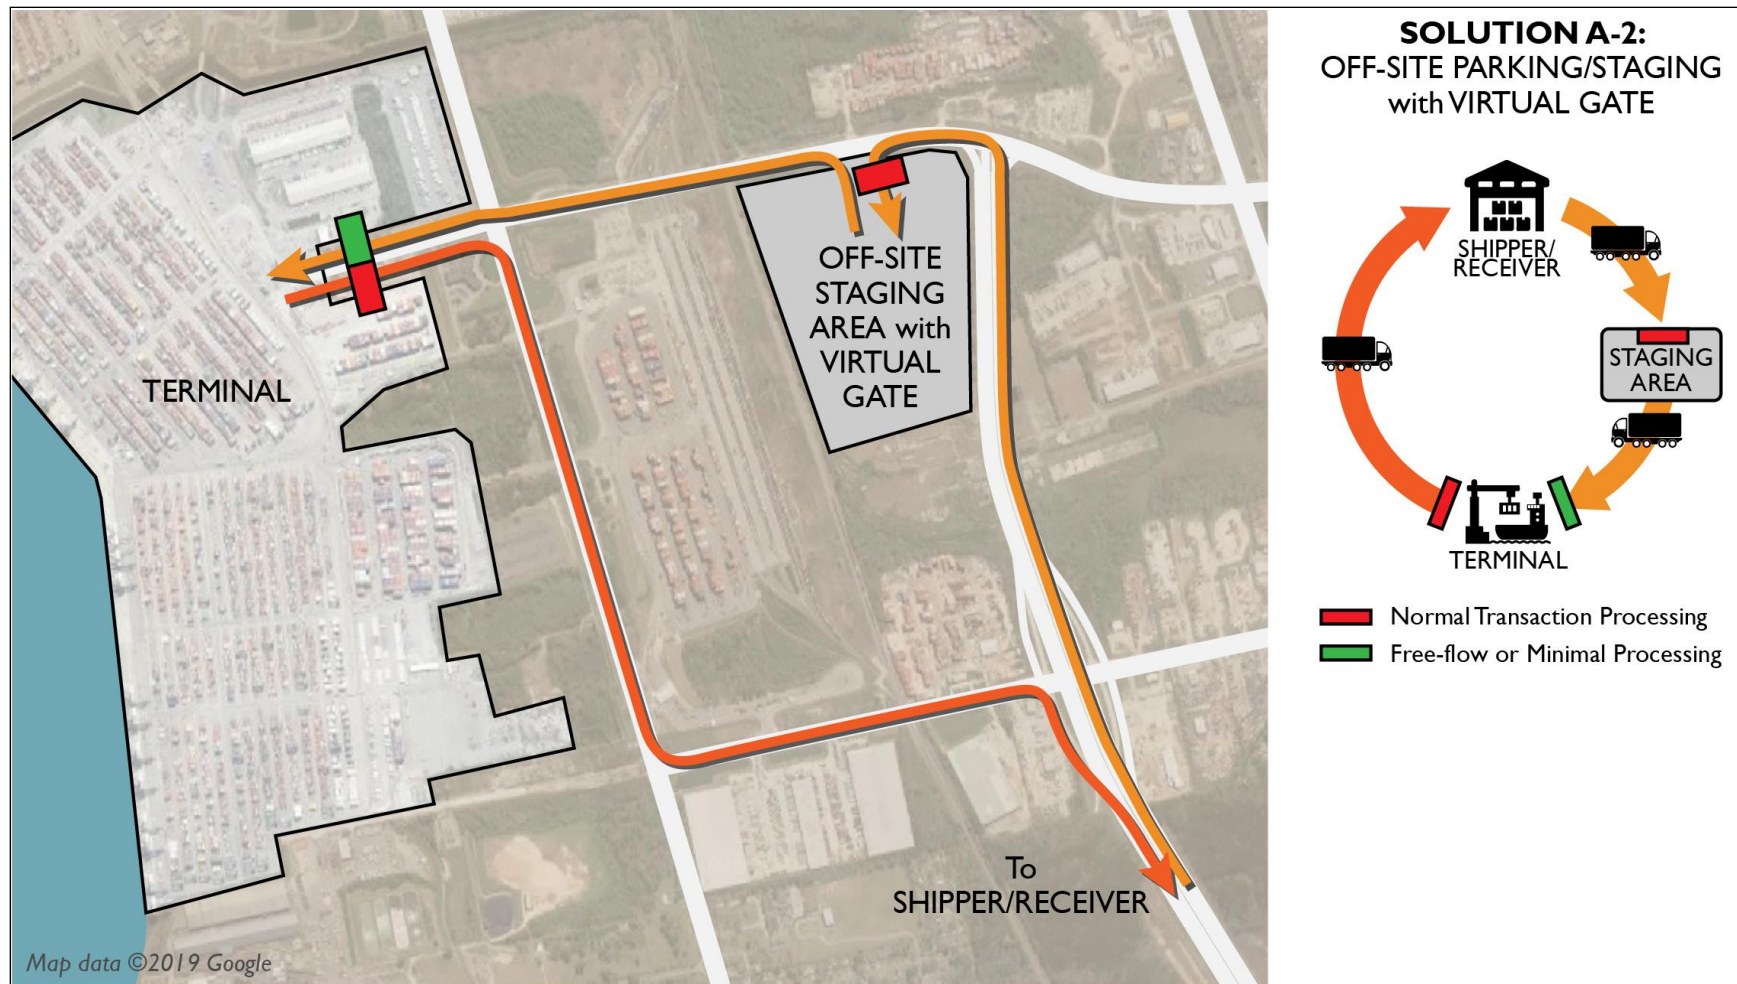 SOLUTION A-2:
OFF-SITE PARKING/STAGING
with VIRTUAL GATE
OFF-SITE
STAGING
AREA with
VIRTUAL
GATE
TERMINAL
To
SHIPPER/RECEIVER
Map data ©2019 Google
SHIPPER/
RECEIVER
STAGING
AREA
TERMINAL
Normal Transaction Processing
Free-flow or Minimal Processing